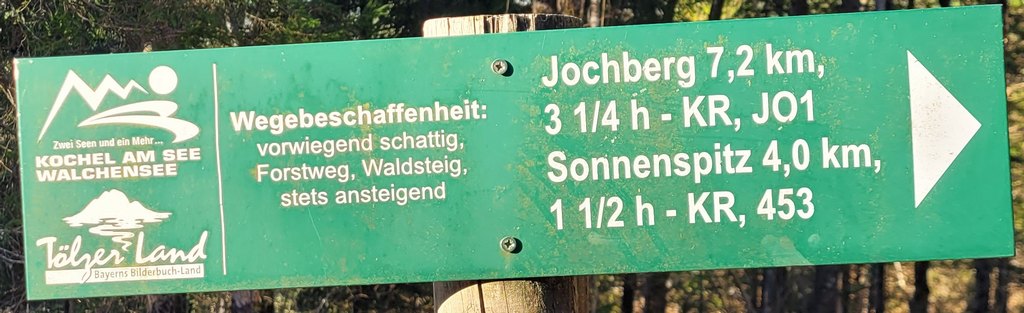 Zwei Seen und ein Mehr...
KOCHEL AM SEE
WALCHENSEE
Tölzer Land
Bayerns Bilderbuch-Land
Wegebeschaffenheit:
vorwiegend schattig,
Forstweg, Waldsteig,
stets ansteigend
Jochberg 7,2 km,
3 1/4 h - KR, JO1
Sonnenspitz 4,0 km,
1 1/2 h - KR, 453